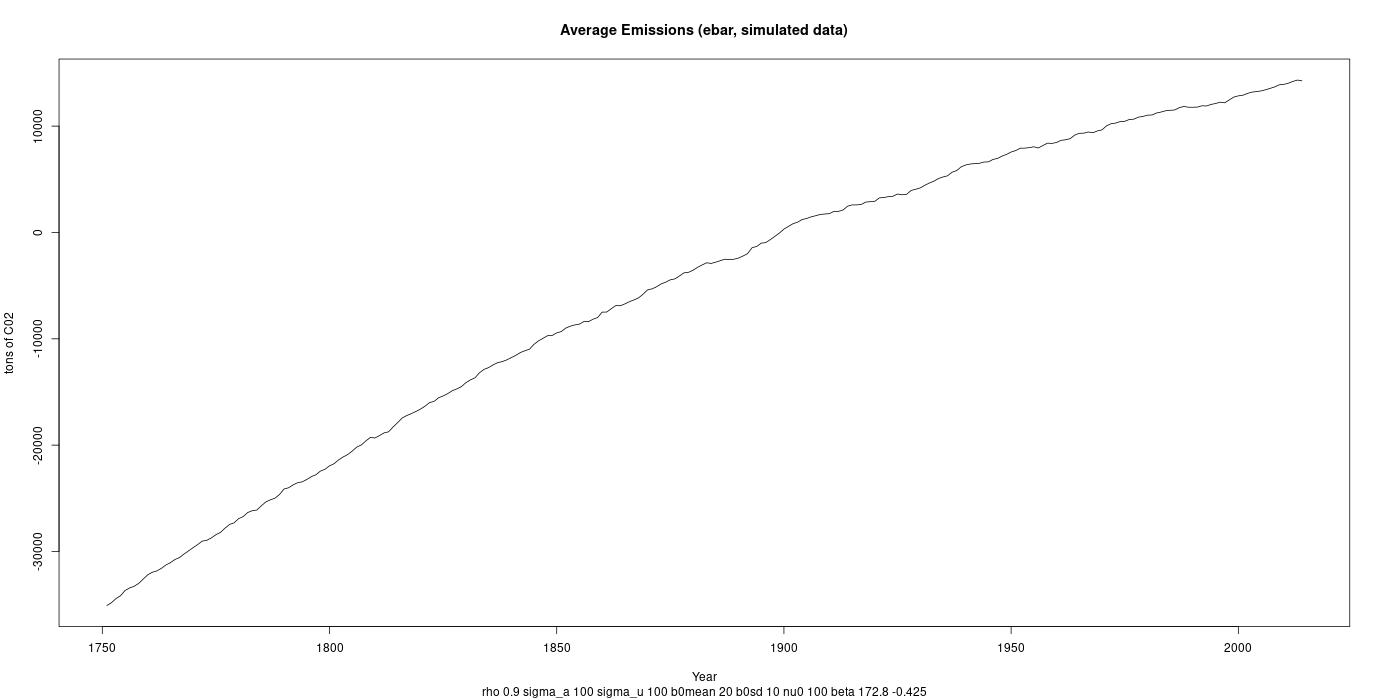 Average Emissions (ebar, simulated data)
tons of C02
10000
0
-10000
-20000
-30000
1750
1800
1850
1900
1950
2000
Year
rho 0.9 sigma_a 100 sigma_u 100 b0mean 20 b0sd 10 nu0 100 beta 172.8 -0.425